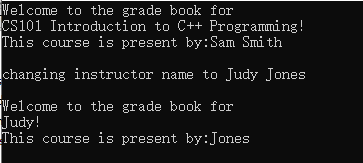 Welcome to the grade book for
CS101 Introduction to C++ Programming!
This course is present by:Sam Smith
changing instructor name to Judy Jones
Welcome to the grade book for
Judy!
This course is present by:Jones